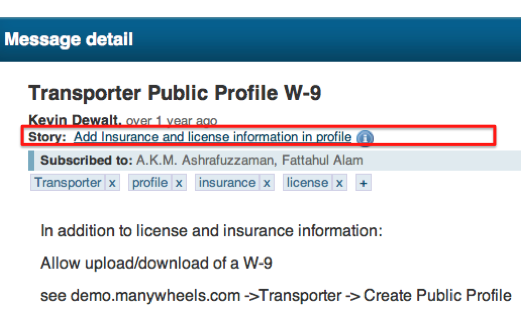 Message detail
Transporter Public Profile W-9
Kevin Dewalt, over 1 year ago
Story: Add Insurance and license information in profile i
Subscribed to: A.K.M. Ashrafuzzaman, Fattahul Alam
Transporter x profile x insurance x license x +
In addition to license and insurance information:
Allow upload/download of a W-9
see demo.manywheels.com ->Transporter -> Create Public Profile